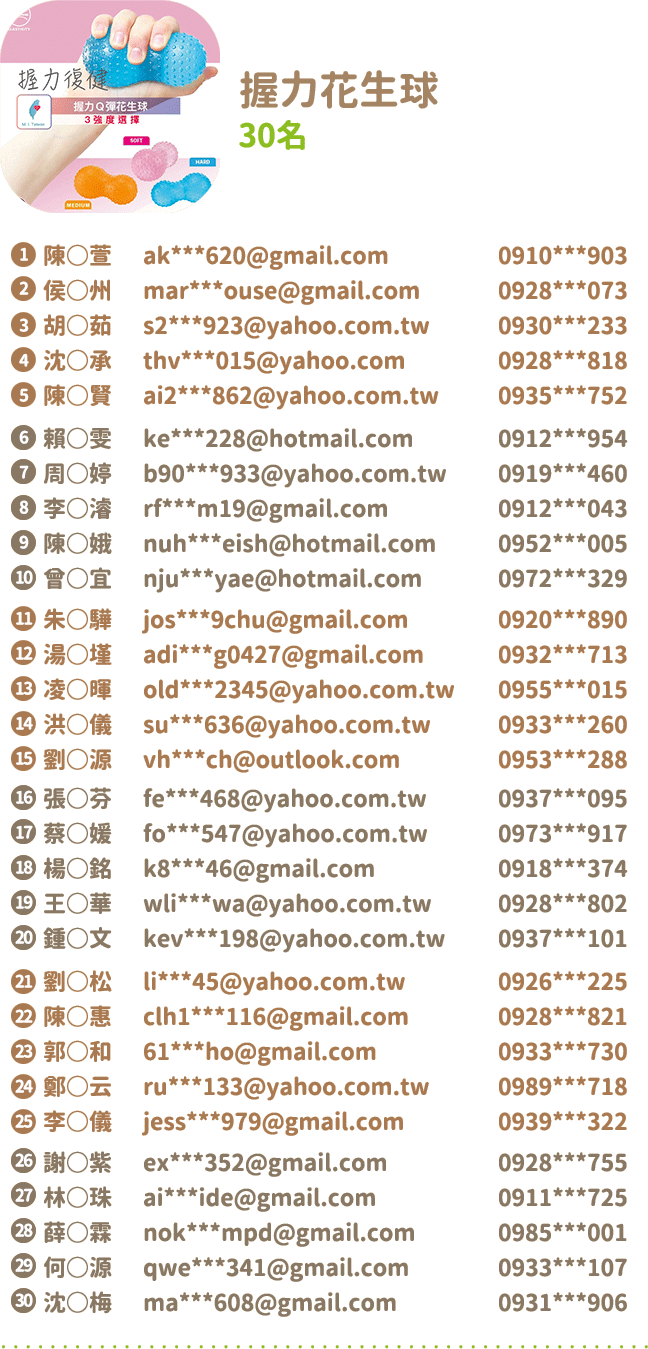 握力復健
握力Q彈花生球
3強度選擇
M. I. Taiwan
SOFT
HARD
MEDIUM
握力花生球
30名
1 陳○萱 ak***620@gmail.com 0910***903
2 侯○州 mar***ouse@gmail.com 0928***073
3 胡○茹 s2***923@yahoo.com.tw 0930***233
4 沈○承 thv***015@yahoo.com 0928***818
5 陳○賢 ai2***862@yahoo.com.tw 0935***752
6 賴○雯 ke***228@hotmail.com 0912***954
7 周○婷 b90***933@yahoo.com.tw 0919***460
8 李○濬 rf***m19@gmail.com 0912***043
9 陳○娥 nuh***eish@hotmail.com 0952***005
10 曾○宜 nju***yae@hotmail.com 0972***329
11 朱○驊 jos***9chu@gmail.com 0920***890
12 湯○墐 adi***g0427@gmail.com 0932***713
13 凌○暉 old***2345@yahoo.com.tw 0955***015
14 洪○儀 su***636@yahoo.com.tw 0933***260
15 劉○源 vh***ch@outlook.com 0953***288
16 張○芬 fe***468@yahoo.com.tw 0937***095
17 蔡○媛 fo***547@yahoo.com.tw 0973***917
18 楊○銘 k8***46@gmail.com 0918***374
19 王○華 wli***wa@yahoo.com.tw 0928***802
20 鍾○文 kev***198@yahoo.com.tw 0937***101
21 劉○松 li***45@yahoo.com.tw 0926***225
22 陳○惠 clh1***116@gmail.com 0928***821
23 郭○和 61***ho@gmail.com 0933***730
24 鄭○云 ru***133@yahoo.com.tw 0989***718
25 李○儀 jess***979@gmail.com 0939***322
26 謝○紫 ex***352@gmail.com 0928***755
27 林○珠 ai***ide@gmail.com 0911***725
28 薛○霖 nok***mpd@gmail.com 0985***001
29 何○源 qwe***341@gmail.com 0933***107
30 沈○梅 ma***608@gmail.com 0931***906